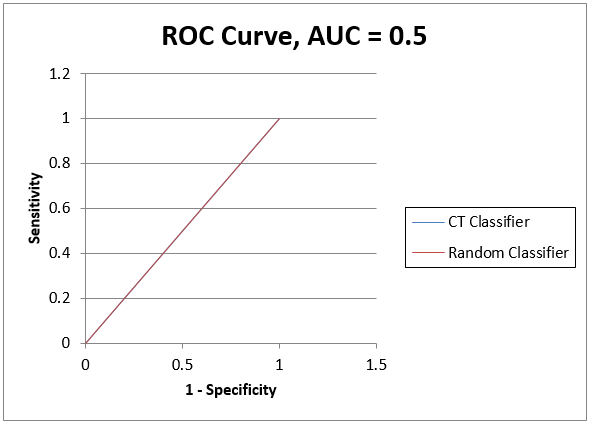 ROC Curve, AUC = 0.5
1.2
1
0.8
0.6
0.4
0.2
0
Sensitivity
0 0.5 1 1.5
1 - Specificity
CT Classifier
Random Classifier